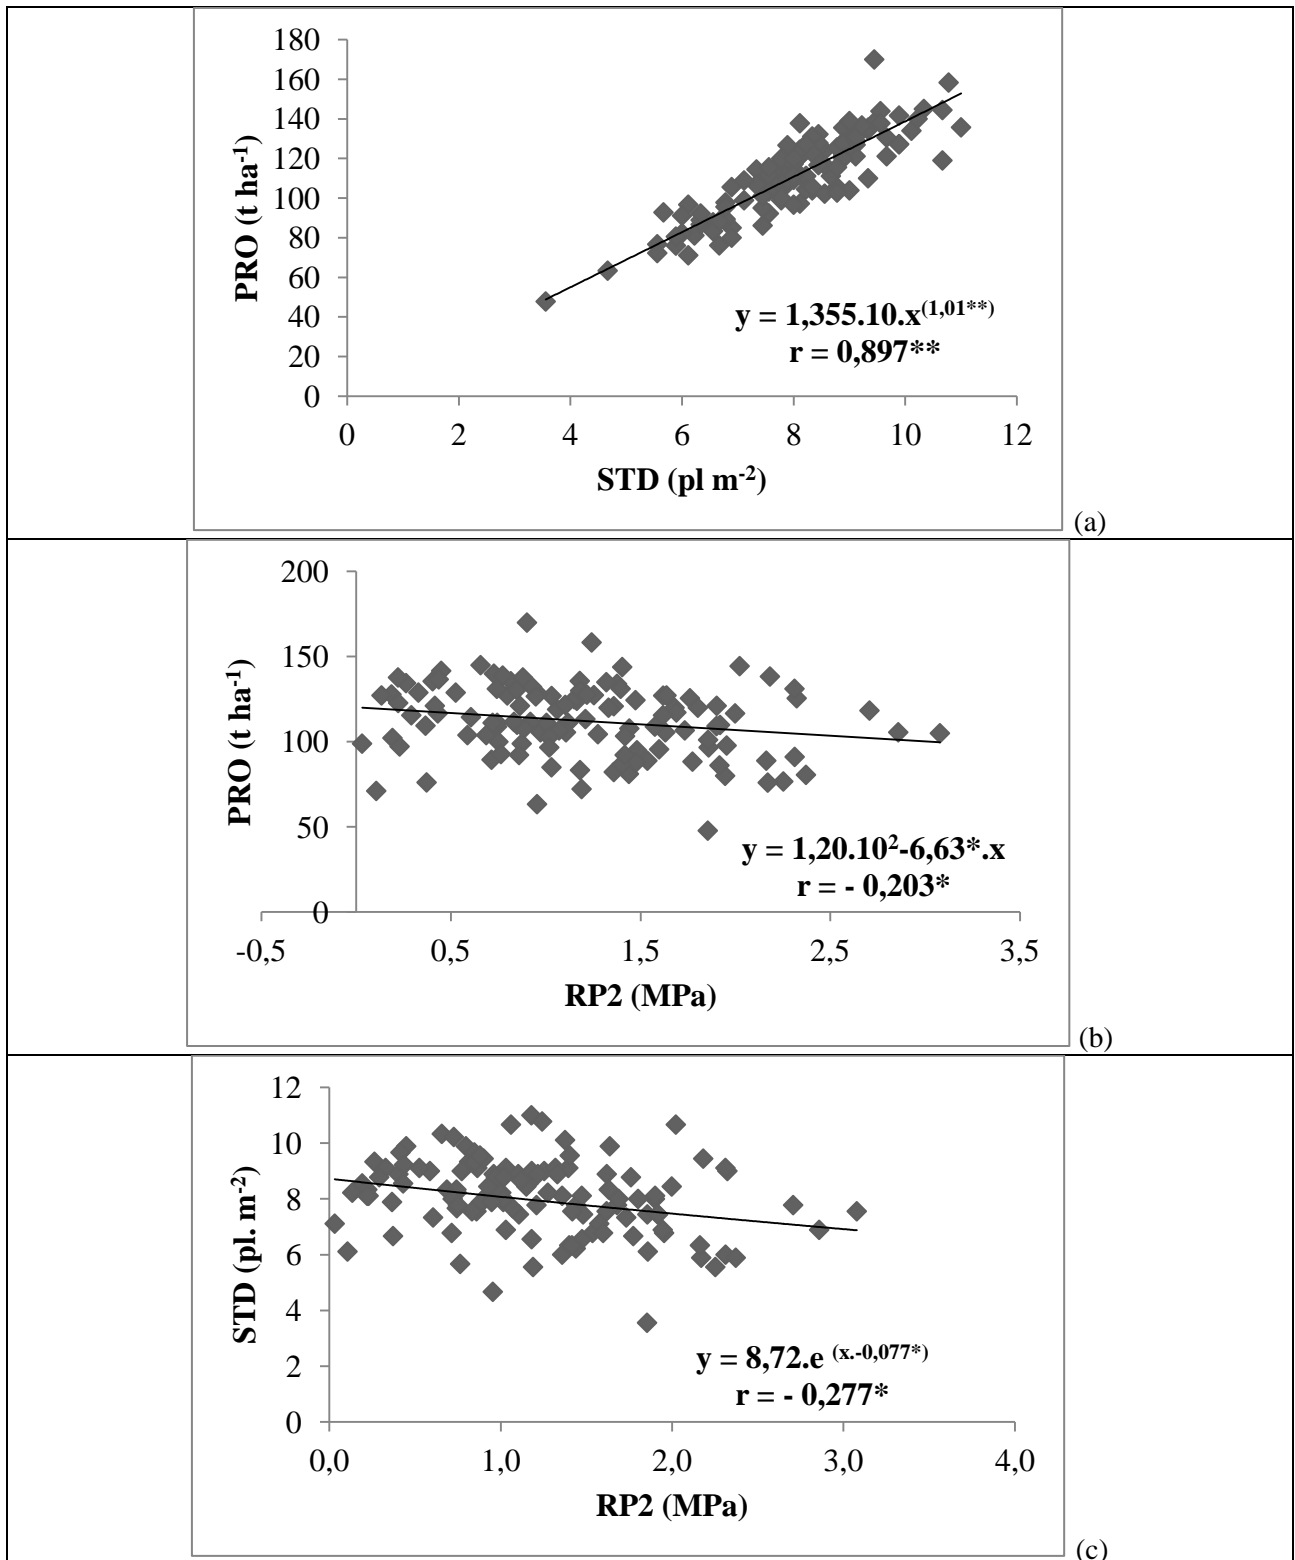 180
160
140
120
100
80
60
40
20
0
PRO (t ha-1)
y = 1,355.10.x(1,01**)
r = 0,897**
0 2 4 6 8 10 12
STD (pl m-2)
(a)
200
150
100
50
0
PRO (t ha-1)
y = 1,20.102-6,63*.x
r = - 0,203*
-0,5 0,5 1,5 2,5 3,5
RP2 (MPa)
(b)
12
10
8
6
4
2
0
STD (pl. m-2)
y = 8,72.e (x.-0,077*)
r = - 0,277*
0,0 1,0 2,0 3,0 4,0
RP2 (MPa)
(c)